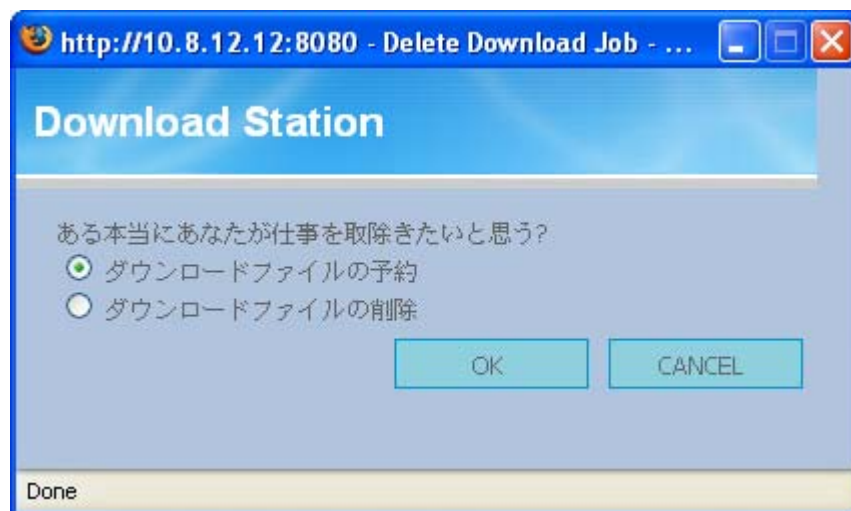 http://10.8.12.12:8080 - Delete Download Job - ...
Download Station
ある本当にあなたが仕事を取除きたいと思う?
ダウンロードファイルの予約
ダウンロードファイルの削除
OK CANCEL
Done